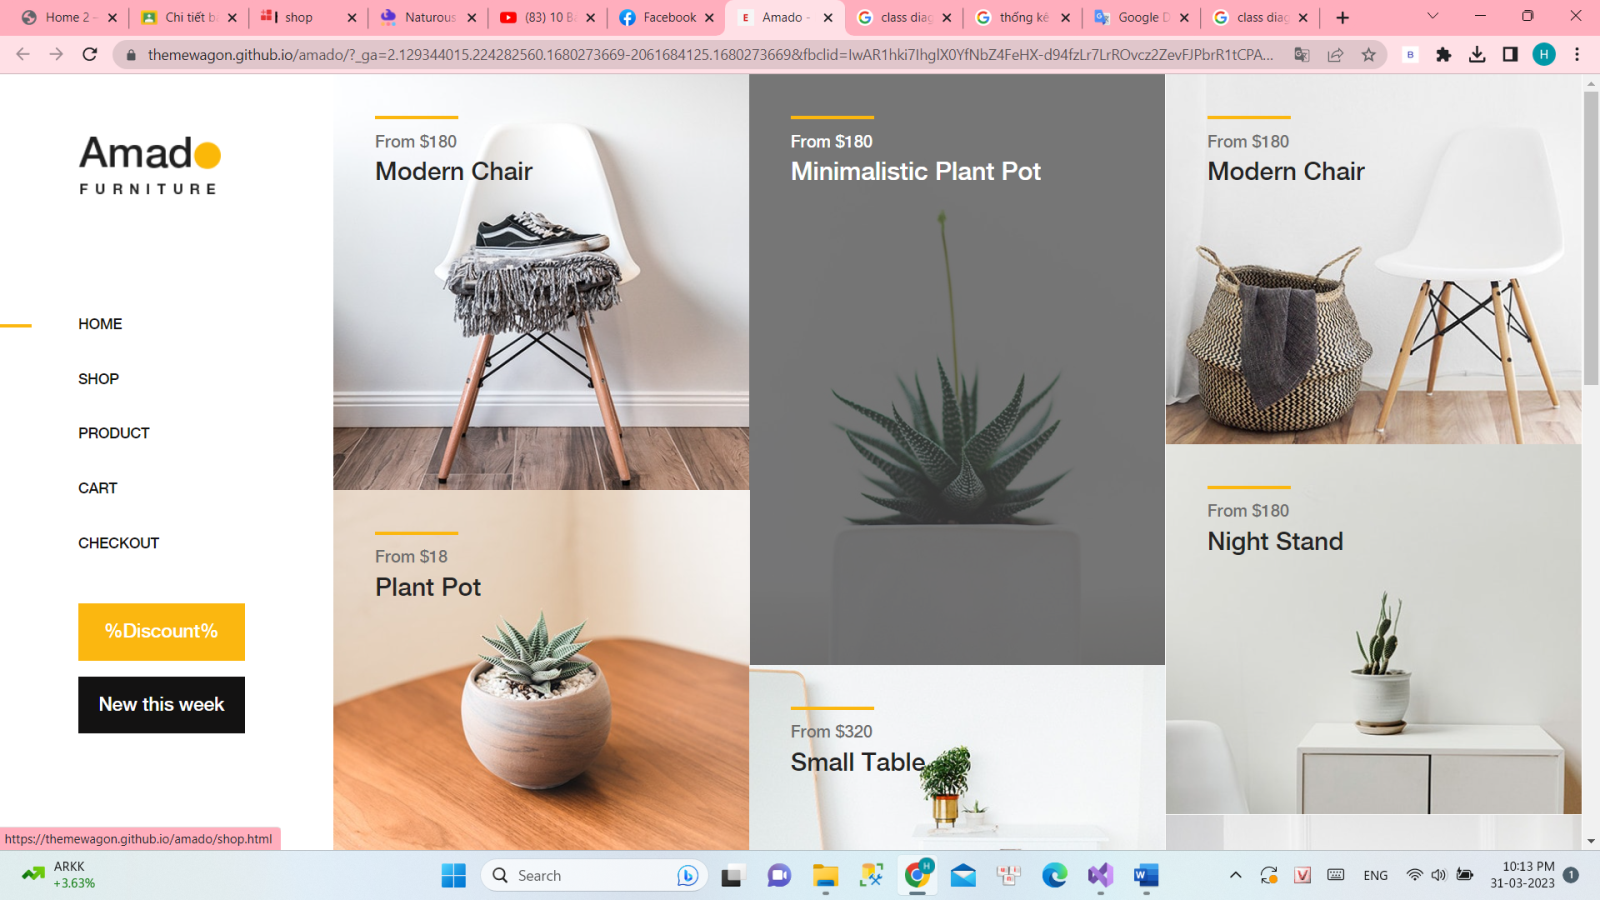 Home 2 -
Chi tiết b
shop
Naturous
(83) 10 B
Facebook
Amado -
class diag
thống kê
Google D
class diag
themewagon.github.io/amado/?_ga=2.129344015.224282560.1680273669-2061684125.1680273669&fbclid=IwAR1hki7IhglX0YfNbZ4FeHX-d94fzLr7LrROvcz2ZevFJPbrR1tCPA...
B
H
Amado
FURNITURE
HOME
SHOP
PRODUCT
CART
CHECKOUT
%Discount%
New this week
From $180
Modern Chair
From $18
Plant Pot
From $180
Minimalistic Plant Pot
From $320
Small Table
From $180
Modern Chair
From $180
Night Stand
https://themewagon.github.io/amado/shop.html
ARKK
+3.63%
Search
H
ENG
10:13 PM
31-03-2023
1